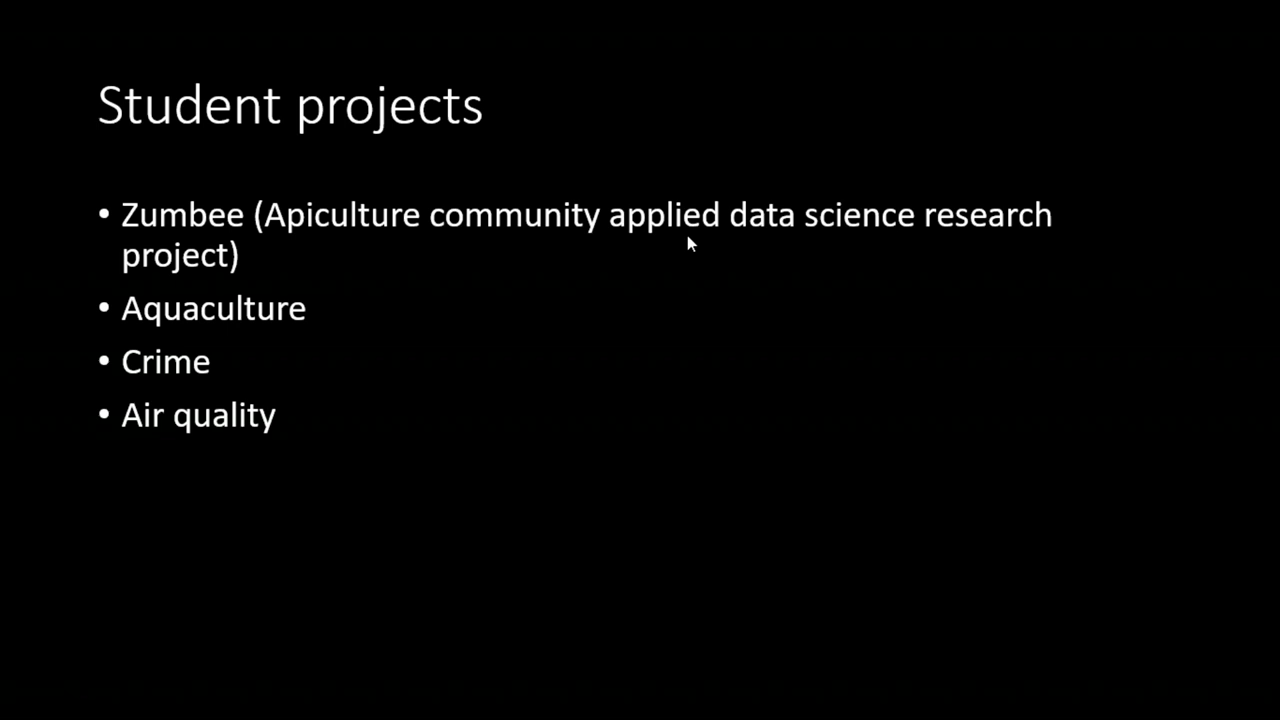 Student projects
• Zumbee (Apiculture community applied data science research
project)
• Aquaculture
• Crime
• Air quality